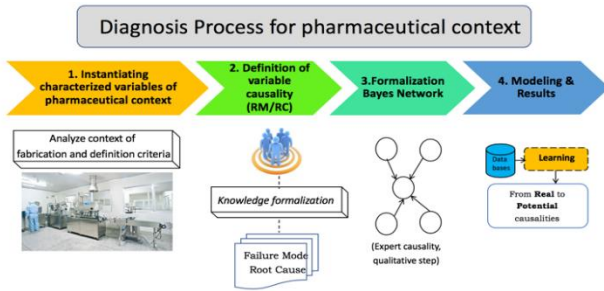 Diagnosis Process for pharmaceutical context
1. Instantiating
characterized variables of
pharmaceutical context
2. Definition of
variable
causality
(RM/RC)
3.Formalization
Bayes Network
4. Modeling &
Results
Analyze context of
fabrication and definition criteria
Knowledge formalization
Failure Mode
Root Cause
(Expert causality,
qualitative step)
Data
bases
Learning
From Real to
Potential
causalities